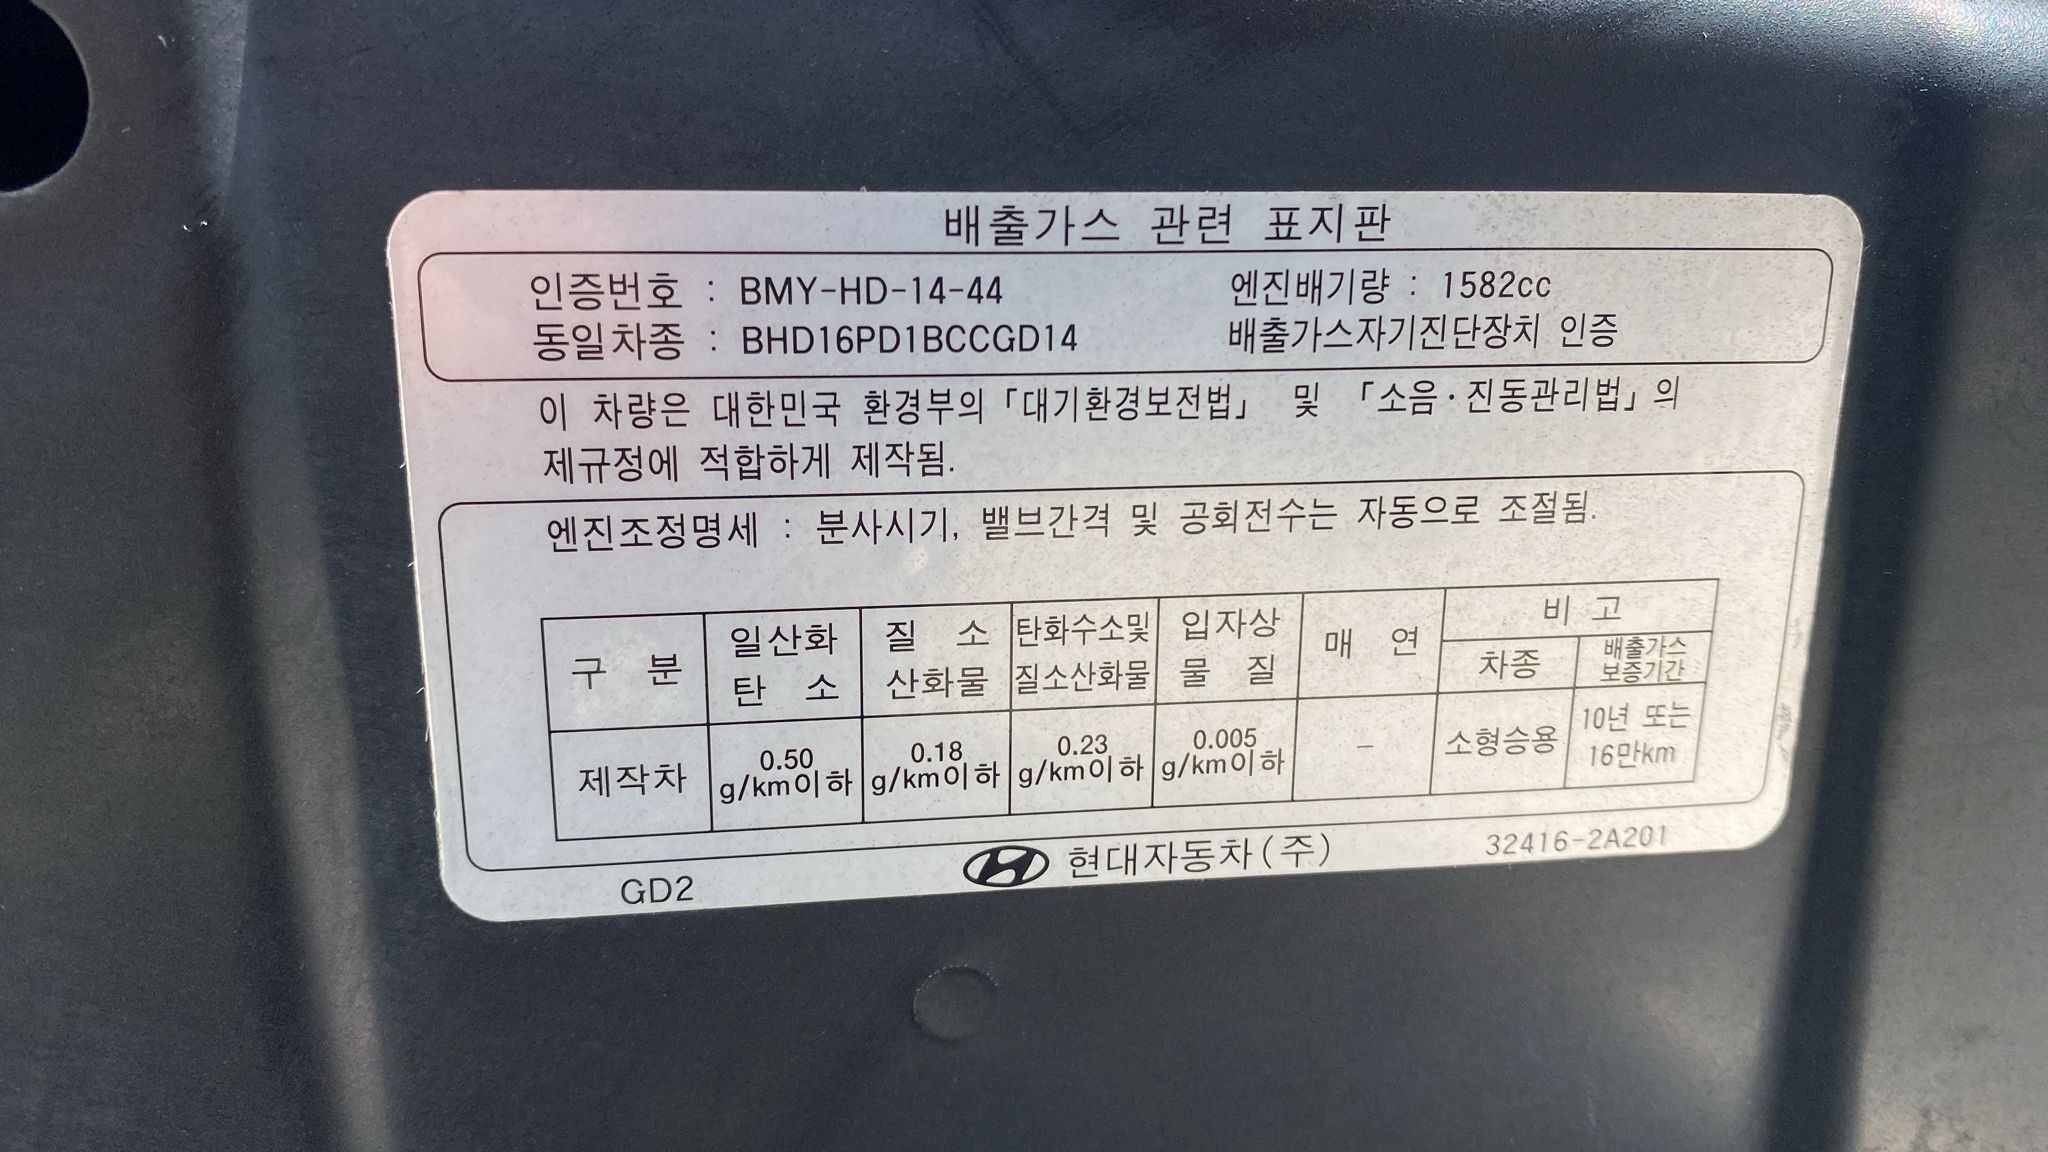 배출가스 관련 표지판
인증번호 : BMY-HD-14-44 엔진배기량 : 1582cc
동일차종 : BHD16PD1BCCGD14 배출가스자기진단장치 인증
이 차량은 대한민국 환경부의 「대기환경보전법」 및 「소음·진동관리법」의
제규정에 적합하게 제작됨.
엔진조정명세 : 분사시기, 밸브간격 및 공회전수는 자동으로 조절됨.
구 분 일산화 탄 소 질 소 산화물 탄화수소및 질소산화물 입자상 물 질 매 연 비 고
차종 배출가스 보증기간
제작차 0.50 g/km이하 0.18 g/km이하 0.23 g/km이하 0.005 g/km이하 - 소형승용 10년 또는 16만km
GD2 현대자동차(주) 32416-2A201